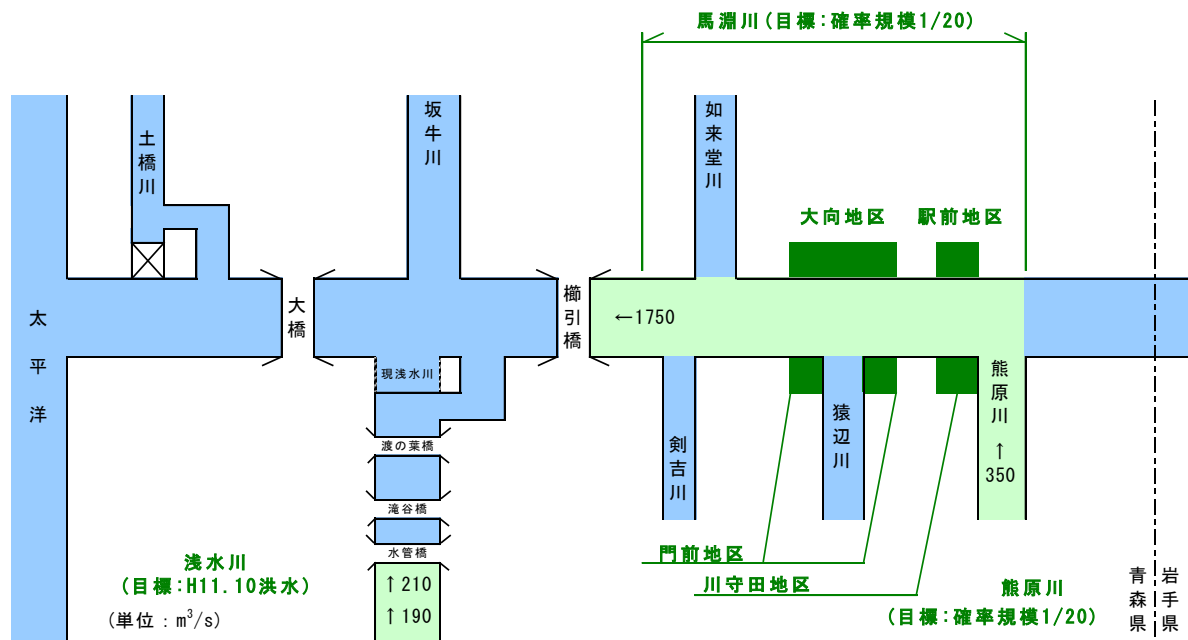 馬淵川(目標:確率規模1/20)
土橋川
坂牛川
如来堂川
大向地区
駅前地区
太平洋
大橋
櫛引橋
←1750
現浅水川
熊原川
↑
350
猿辺川
剣吉川
渡の葉橋
滝谷橋
水管橋
浅水川
(目標:H11.10洪水)
(単位:m³/s)
↑210
↑190
門前地区
川守田地区
熊原川
(目標:確率規模1/20)
青森県
岩手県